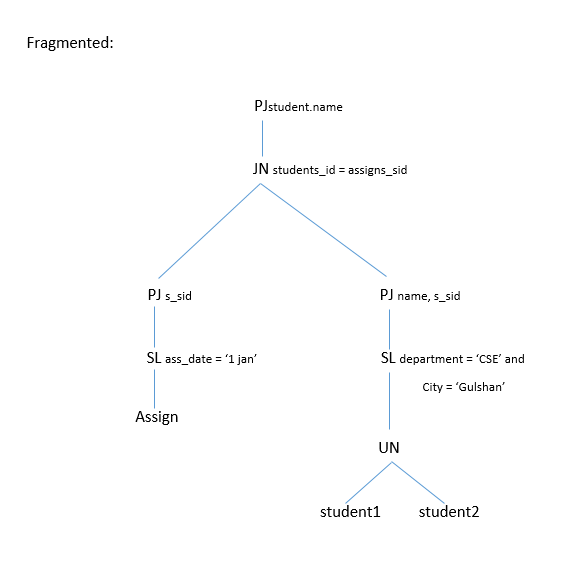 Fragmented:
PJstudent.name
JN students_id = assigns_sid
PJ s_sid
PJ name, s_sid
SL ass_date = ‘1 jan’
SL department = ‘CSE’ and
City = ‘Gulshan’
Assign
UN
student1
student2